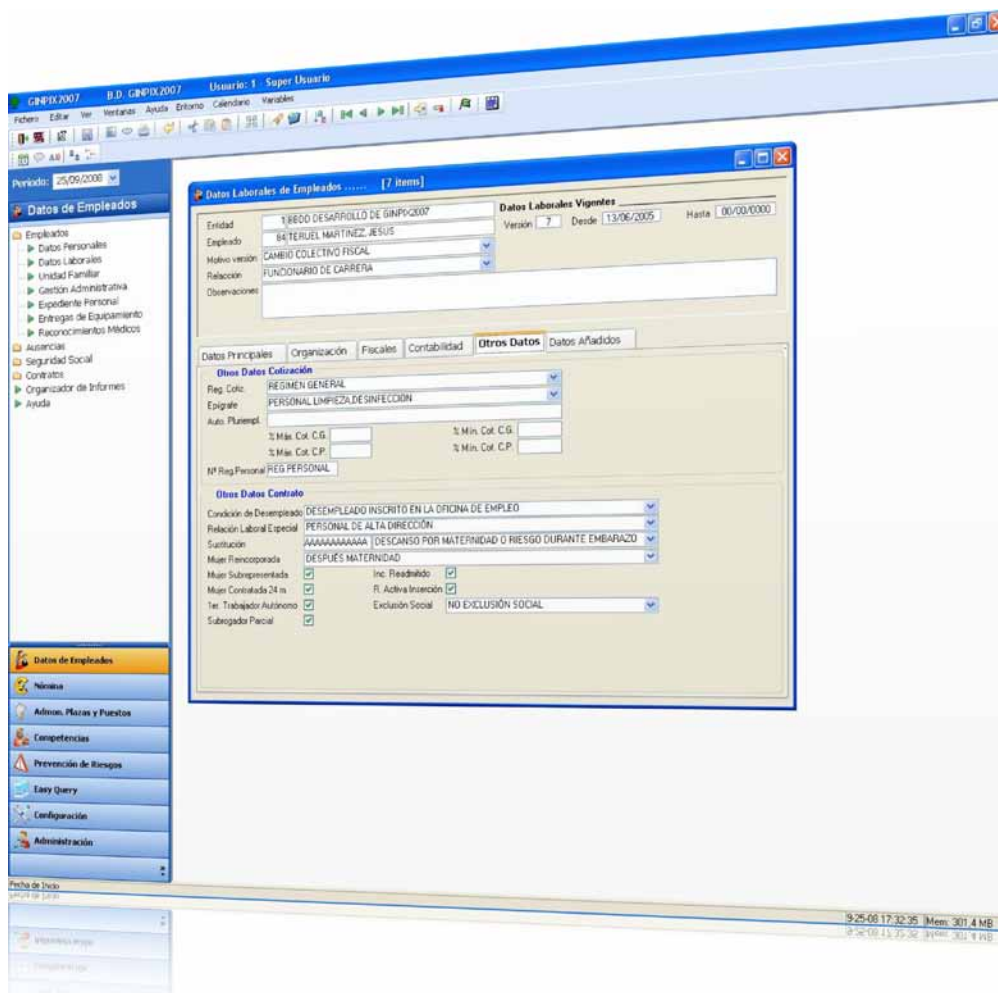 GINPIX2007 B.D. GINPIX2007 Usuario: 1 - Super Usuario
Fichero Editar Ver Ventanas Ayuda Entorno Calendario Variables
Periodo: 25/09/2008
Datos de Empleados
Empleados
Datos Personales
Datos Laborales
Unidad Familiar
Gestión Administrativa
Expediente Personal
Entregas de Equipamiento
Reconocimientos Médicos
Ausencias
Seguridad Social
Contratos
Organizador de Informes
Ayuda
Datos de Empleados
Nómina
Admon. Plazas y Puestos
Competencias
Prevención de Riesgos
Easy Query
Configuración
Administración
Datos Laborales de Empleados ...... [7 items]
Entidad 1 BBDD DESARROLLO DE GINPIX2007
Empleado 84 TERUEL MARTINEZ, JESUS
Motivo versión CAMBIO COLECTIVO FISCAL
Relacción FUNCIONARIO DE CARRERA
Observaciones
Datos Laborales Vigentes
Versión 7 Desde 13/06/2005 Hasta 00/00/0000
Datos Principales Organización Fiscales Contabilidad Otros Datos Datos Añadidos
Otros Datos Cotización
Reg. Cotiz. REGIMEN GENERAL
Epígrafe PERSONAL LIMPIEZA,DESINFECCION
Auto. Pluriempl.
% Máx. Cot. C.G. % Mín. Cot. C.G.
% Máx. Cot. C.P. % Mín. Cot. C.P.
Nº Reg.Personal REG.PERSONAL
Otros Datos Contrato
Condición de Desempleado DESEMPLEADO INSCRITO EN LA OFICINA DE EMPLEO
Relación Laboral Especial PERSONAL DE ALTA DIRECCIÓN
Sustitución AAAAAAAAAAAA DESCANSO POR MATERNIDAD O RIESGO DURANTE EMBARAZO
Mujer Reincorporada DESPUÉS MATERNIDAD
Mujer Subrepresentada Inc. Readmitido
Mujer Contratada 24 m R. Activa Inserción
1er. Trabajador Autónomo Exclusión Social NO EXCLUSIÓN SOCIAL
Subrogador Parcial
Fecha de Inicio
9-25-08 17:32:35 Mem: 301,4 MB